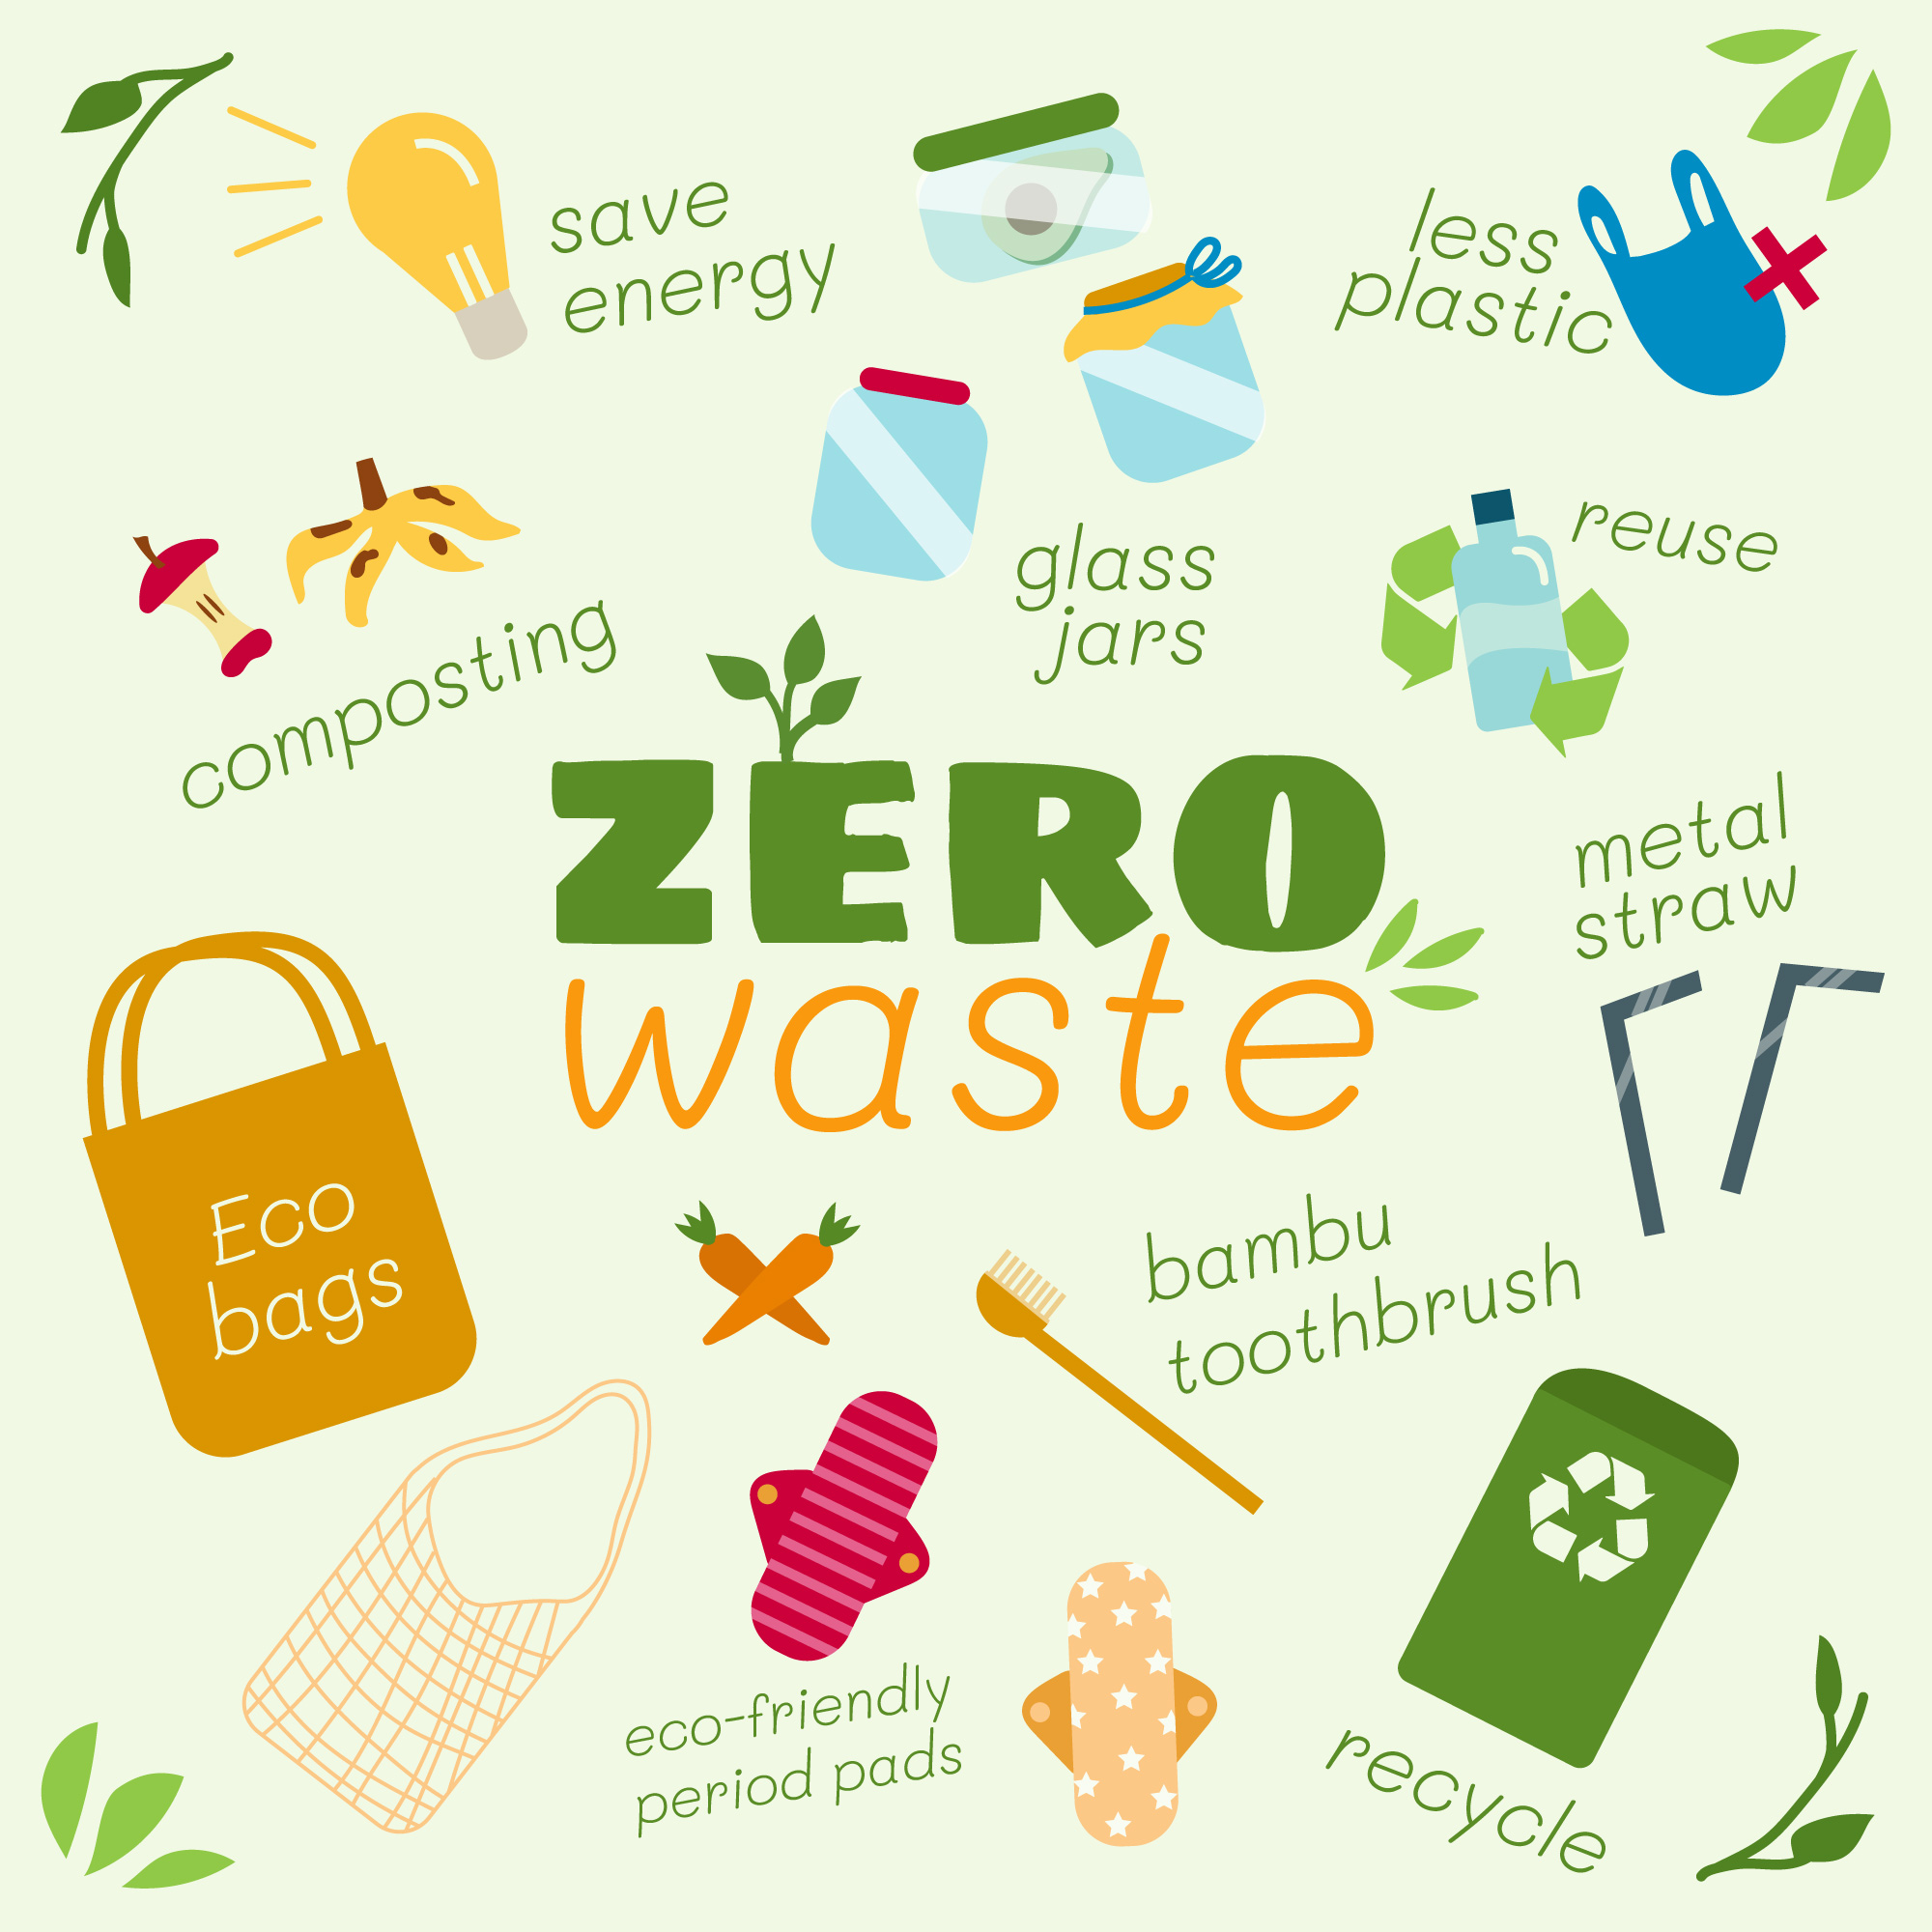 save
energy
less
plastic
glass
jars
reuse
composting
ZERO
waste
metal
straw
Eco
bags
bambu
toothbrush
eco-friendly
period pads
recycle